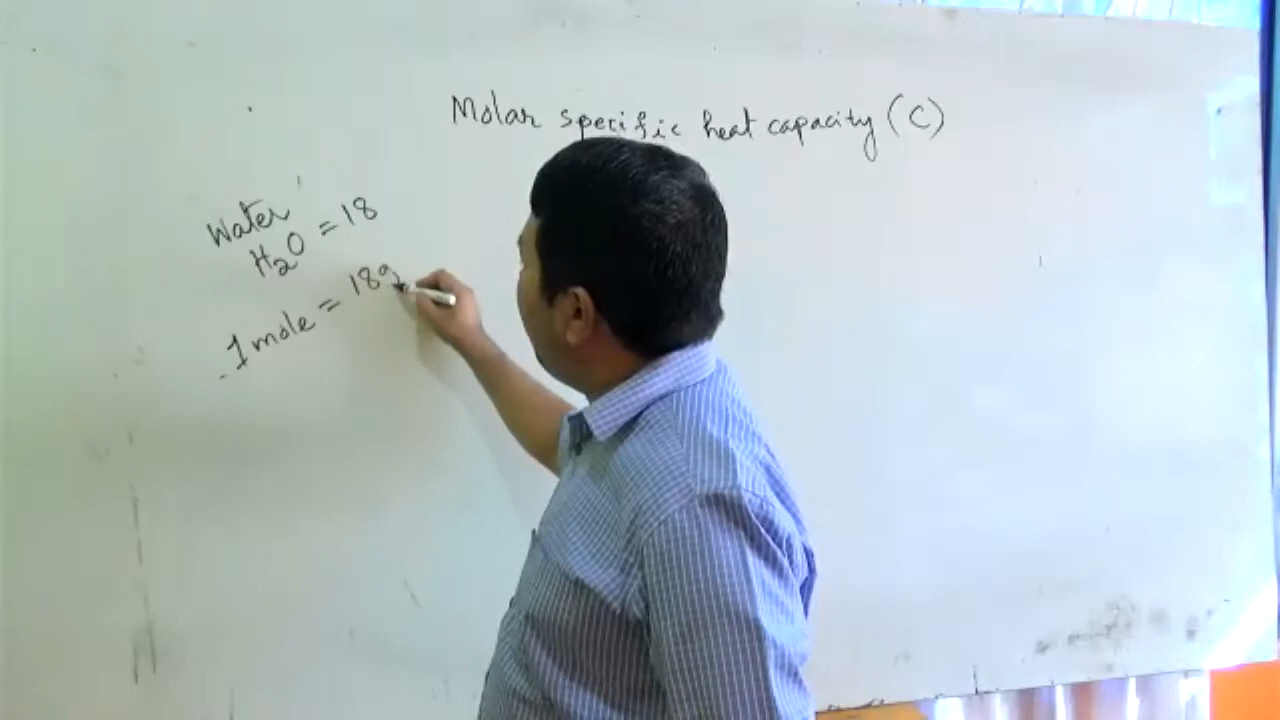 Molar specific heat capacity (C)
Water
H₂O = 18
1 mole = 18g